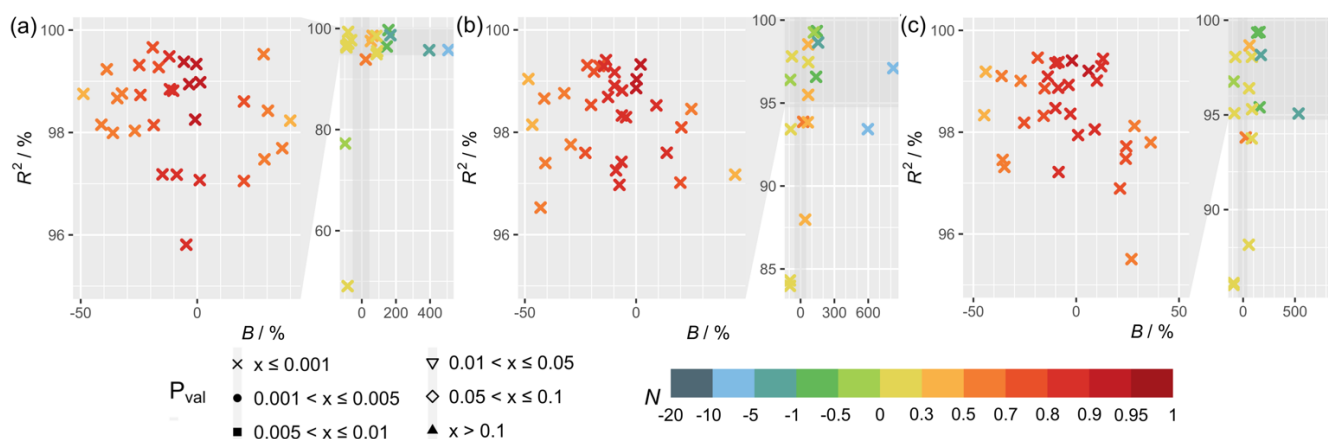 (a)
R² / %
100
98
96
-50
0
B / %
100
80
60
0
200
400
(b)
R² / %
100
98
96
-50
0
B / %
100
95
90
85
0
300
600
(c)
R² / %
100
98
96
-50
0
50
B / %
100
95
90
0
500
Pval
x ≤ 0.001
0.001 < x ≤ 0.005
0.005 < x ≤ 0.01
0.01 < x ≤ 0.05
0.05 < x ≤ 0.1
x > 0.1
N
-20 -10 -5 -1 -0.5 0 0.3 0.5 0.7 0.8 0.9 0.95 1